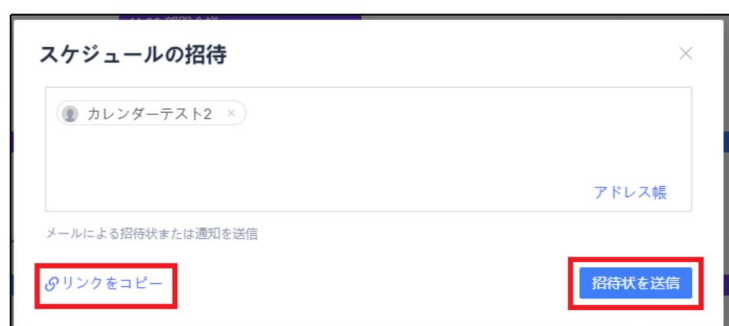 スケジュールの招待
カレンダーテスト2
アドレス帳
メールによる招待状または通知を送信
リンクをコピー
招待状を送信